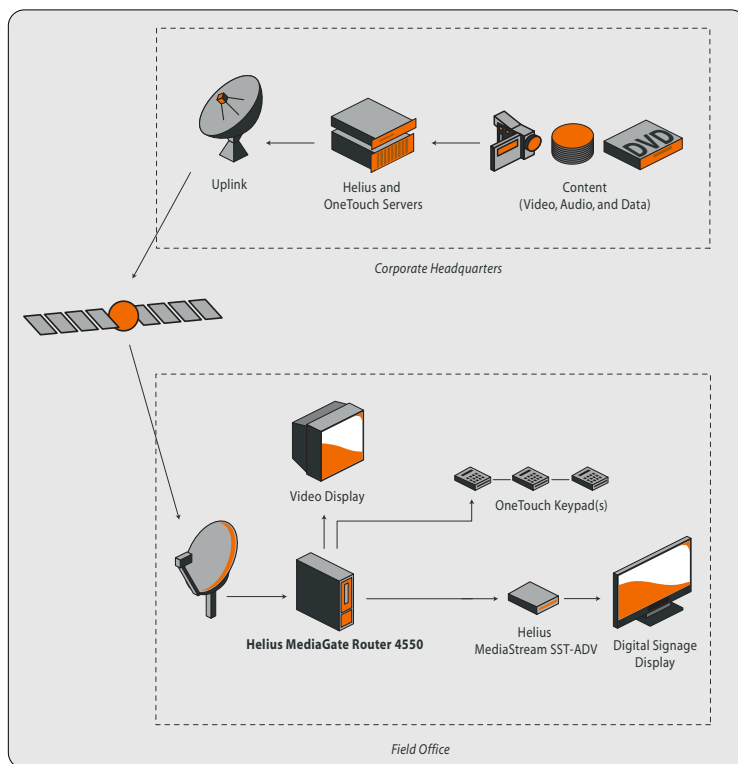 DVD
Uplink
Helius and
OneTouch Servers
Content
(Video, Audio, and Data)
Corporate Headquarters
Video Display
OneTouch Keypad(s)
Helius MediaGate Router 4550
Helius
MediaStream SST-ADV
Digital Signage
Display
Field Office